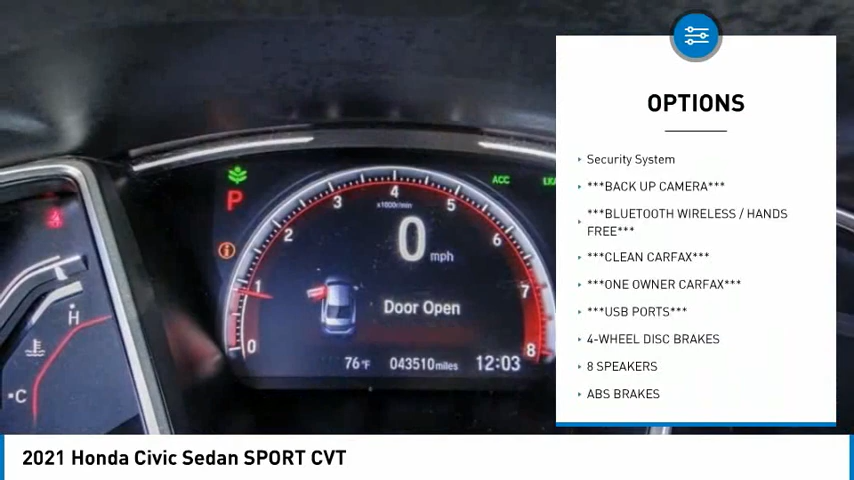 OPTIONS
Security System
***BACK UP CAMERA***
***BLUETOOTH WIRELESS / HANDS
FREE***
***CLEAN CARFAX***
***ONE OWNER CARFAX***
***USB PORTS***
4-WHEEL DISC BRAKES
8 SPEAKERS
ABS BRAKES
ACC
P
x1000r/min
0 1 2 3 4 5 6 7 8
0 mph
Door Open
76°F 043510 miles 12:03
H
C
2021 Honda Civic Sedan SPORT CVT